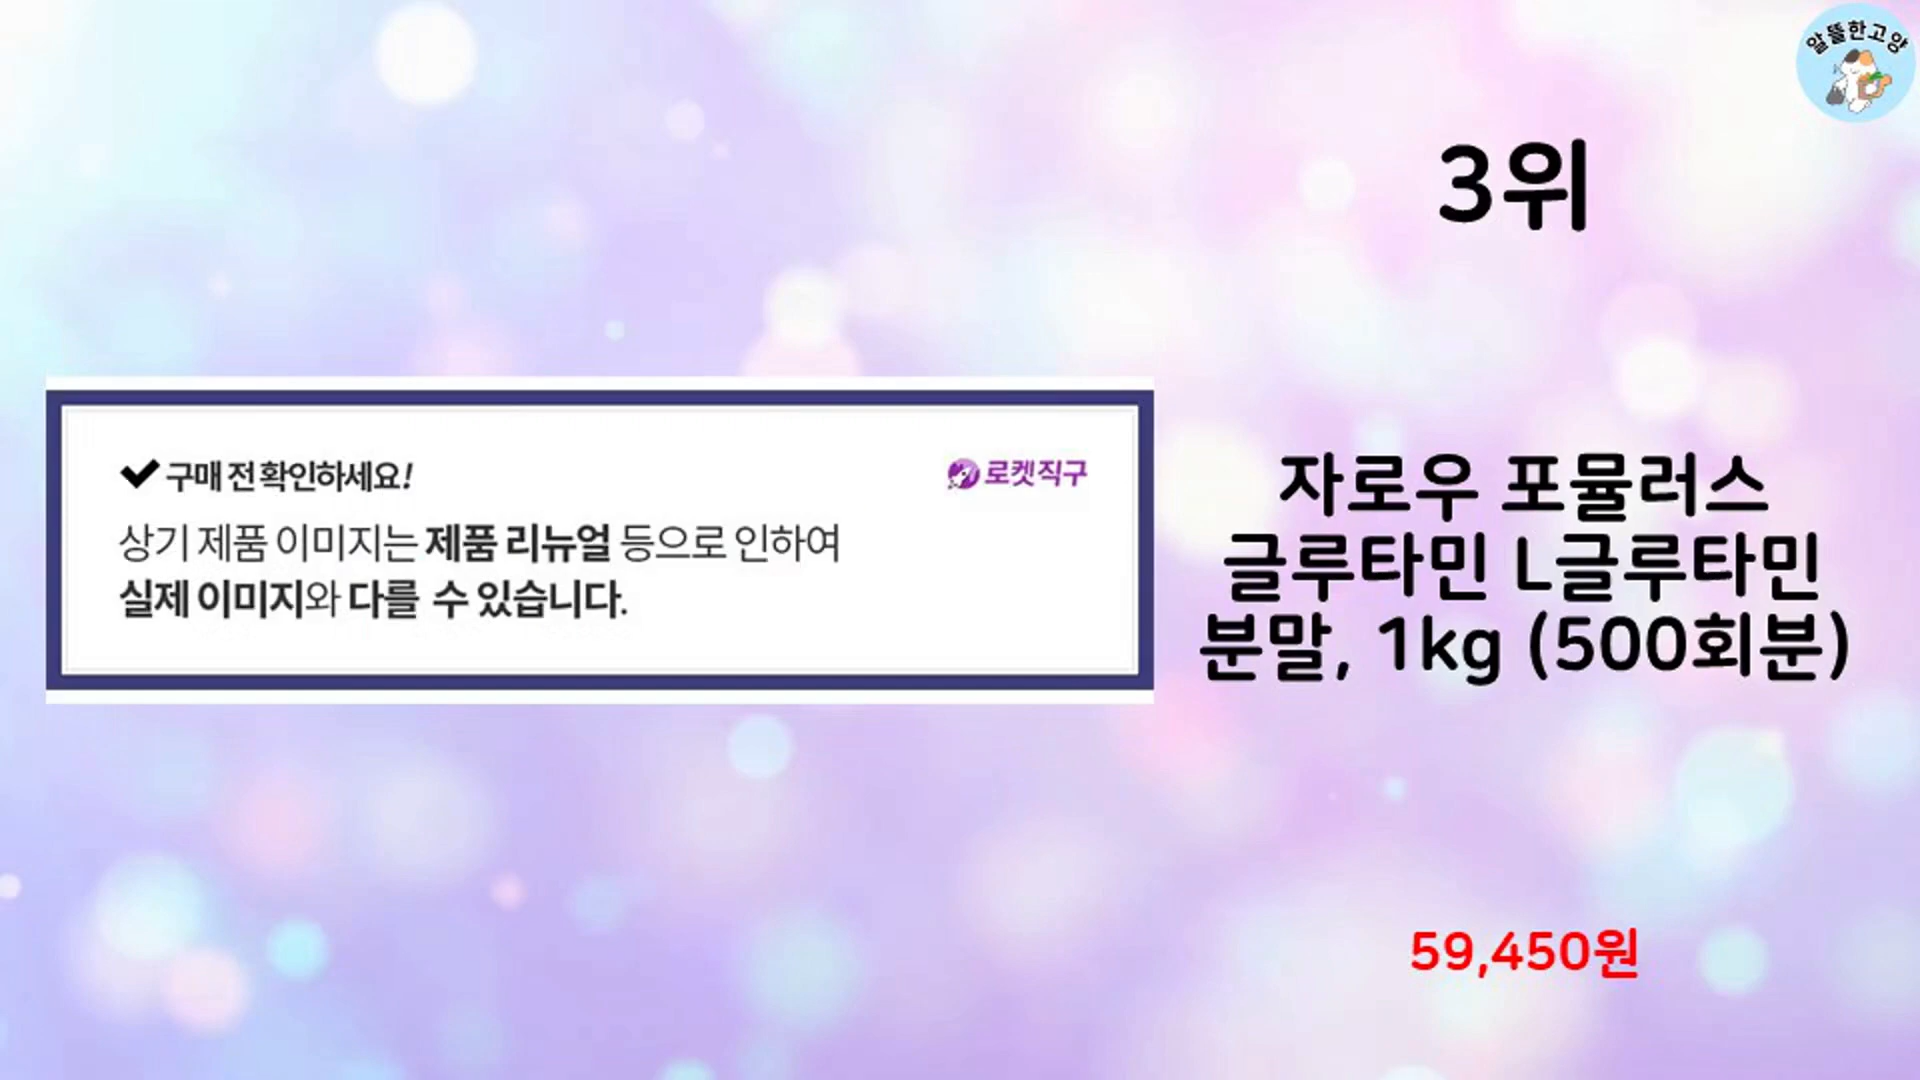 알뜰한고양
3위
구매 전 확인하세요!
로켓직구
상기 제품 이미지는 제품 리뉴얼 등으로 인하여
실제 이미지와 다를 수 있습니다.
자로우 포뮬러스
글루타민 L글루타민
분말, 1kg (500회분)
59,450원